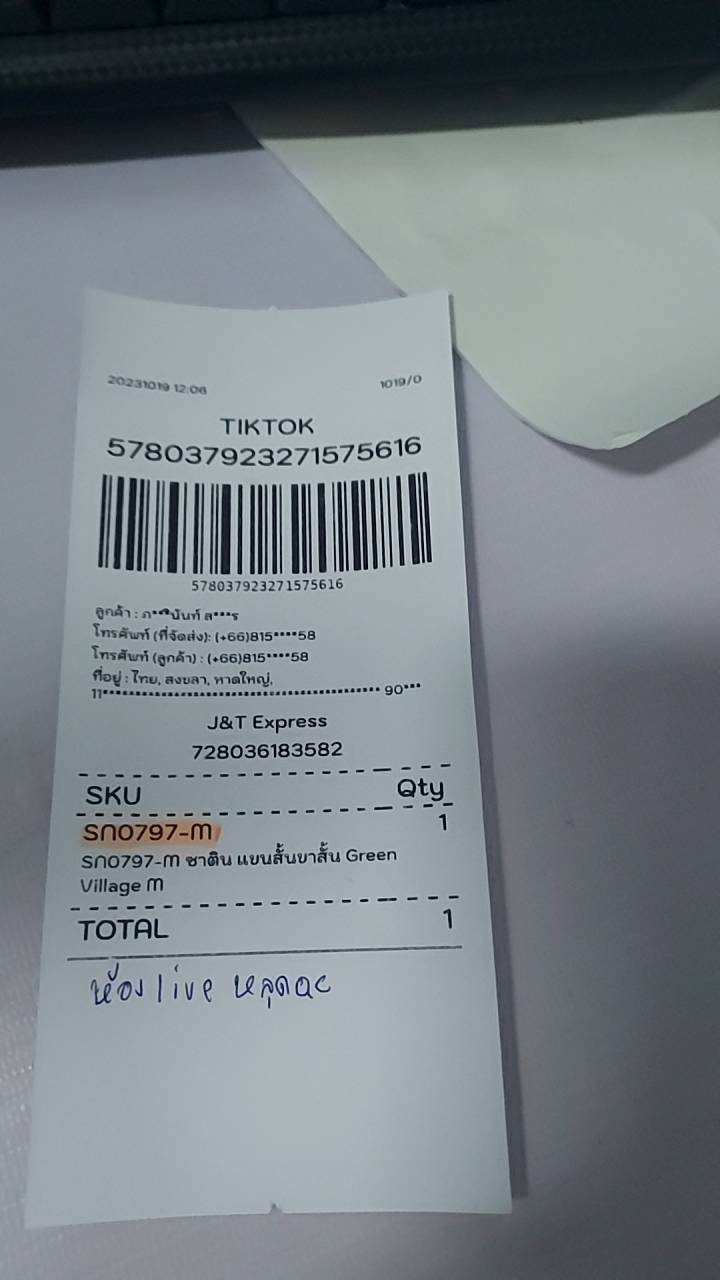 20231019 12:06
1019/0
TIKTOK
578037923271575616
578037923271575616
ลูกค้า : ภ***นันท์ ส***ร
โทรศัพท์ (ที่จัดส่ง): (+66)815****58
โทรศัพท์ (ลูกค้า) : (+66)815****58
ที่อยู่ : ไทย, สงขลา, หาดใหญ่,
90***
J&T Express
728036183582
SKU Qty
SN0797-M 1
SN0797-M ซาติน แขนสั้นขาสั้น Green
Village M
TOTAL 1
ห้อง live หลุดQC